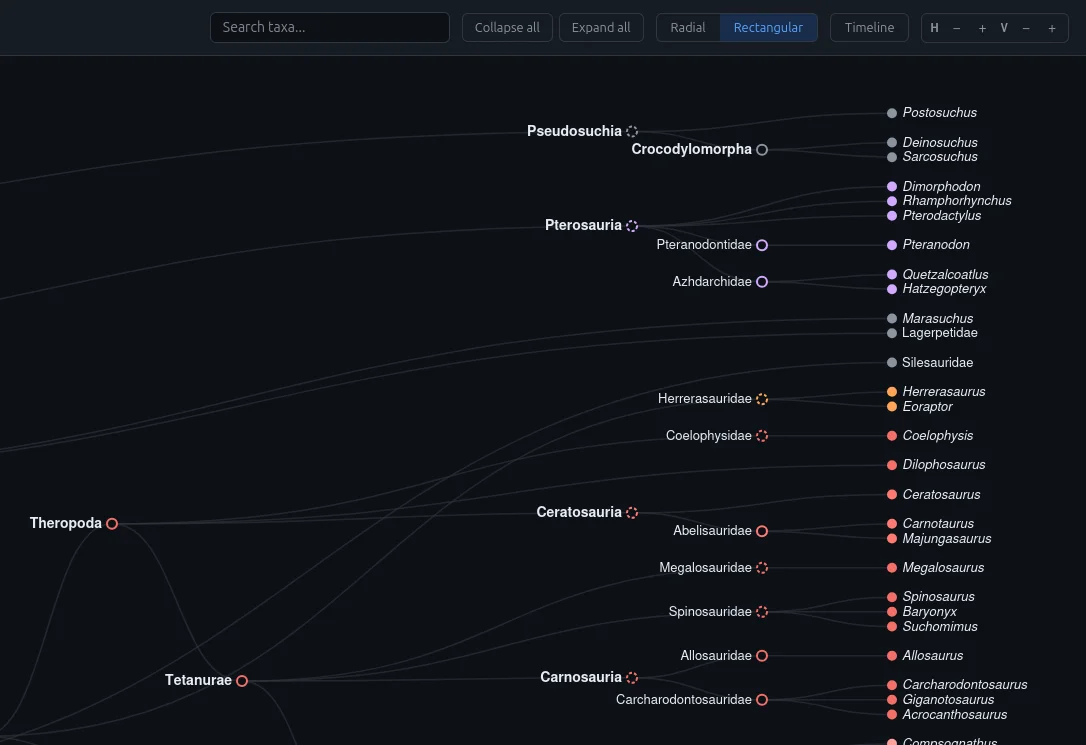 Search taxa...
Collapse all
Expand all
Radial
Rectangular
Timeline
H − + V − +
Postosuchus
Pseudosuchia
Deinosuchus
Crocodylomorpha
Sarcosuchus
Dimorphodon
Rhamphorhynchus
Pterodactylus
Pterosauria
Pteranodontidae
Pteranodon
Quetzalcoatlus
Azhdarchidae
Hatzegopteryx
Marasuchus
Lagerpetidae
Silesauridae
Herrerasaurus
Herrerasauridae
Eoraptor
Coelophysidae
Coelophysis
Dilophosaurus
Ceratosaurus
Ceratosauria
Theropoda
Carnotaurus
Abelisauridae
Majungasaurus
Megalosauridae
Megalosaurus
Spinosaurus
Spinosauridae
Baryonyx
Suchomimus
Allosauridae
Allosaurus
Carnosauria
Tetanurae
Carcharodontosaurus
Carcharodontosauridae
Giganotosaurus
Acrocanthosaurus
Compsognathus